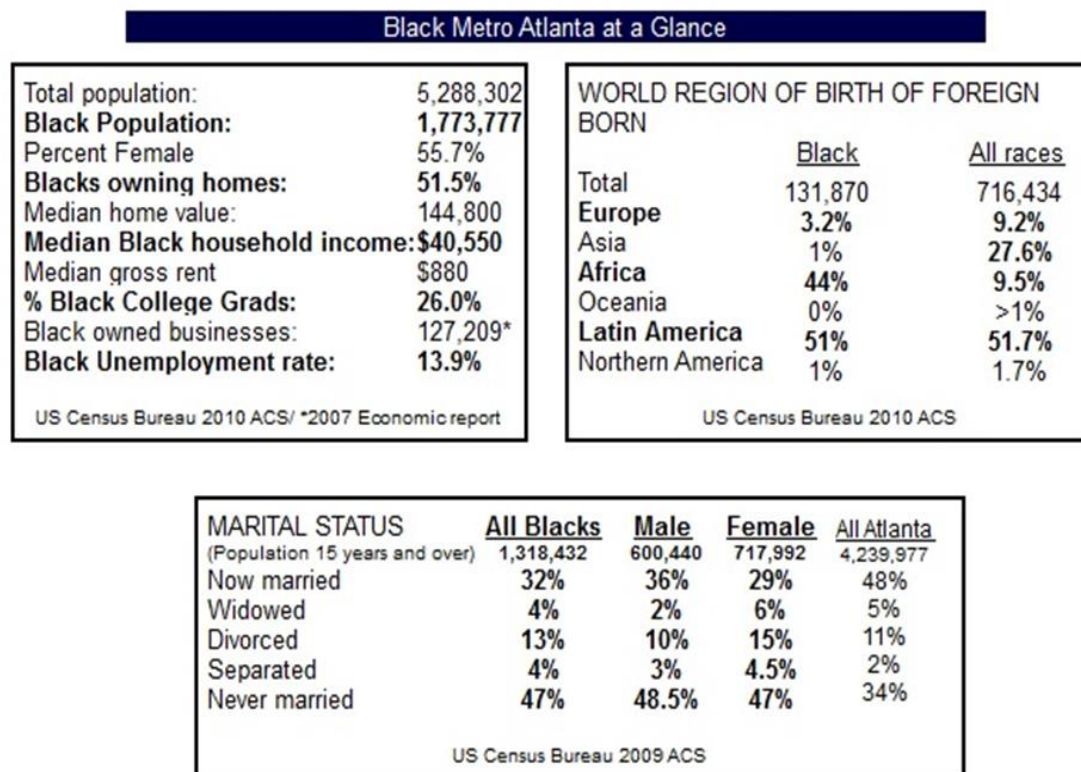 Black Metro Atlanta at a Glance
Total population: 5,288,302
Black Population: 1,773,777
Percent Female 55.7%
Blacks owning homes: 51.5%
Median home value: 144,800
Median Black household income: $40,550
Median gross rent $880
% Black College Grads: 26.0%
Black owned businesses: 127,209*
Black Unemployment rate: 13.9%
US Census Bureau 2010 ACS/ *2007 Economic report
WORLD REGION OF BIRTH OF FOREIGN
BORN
Black All races
Total 131,870 716,434
Europe 3.2% 9.2%
Asia 1% 27.6%
Africa 44% 9.5%
Oceania 0% >1%
Latin America 51% 51.7%
Northern America 1% 1.7%
US Census Bureau 2010 ACS
MARITAL STATUS All Blacks Male Female All Atlanta
(Population 15 years and over) 1,318,432 600,440 717,992 4,239,977
Now married 32% 36% 29% 48%
Widowed 4% 2% 6% 5%
Divorced 13% 10% 15% 11%
Separated 4% 3% 4.5% 2%
Never married 47% 48.5% 47% 34%
US Census Bureau 2009 ACS